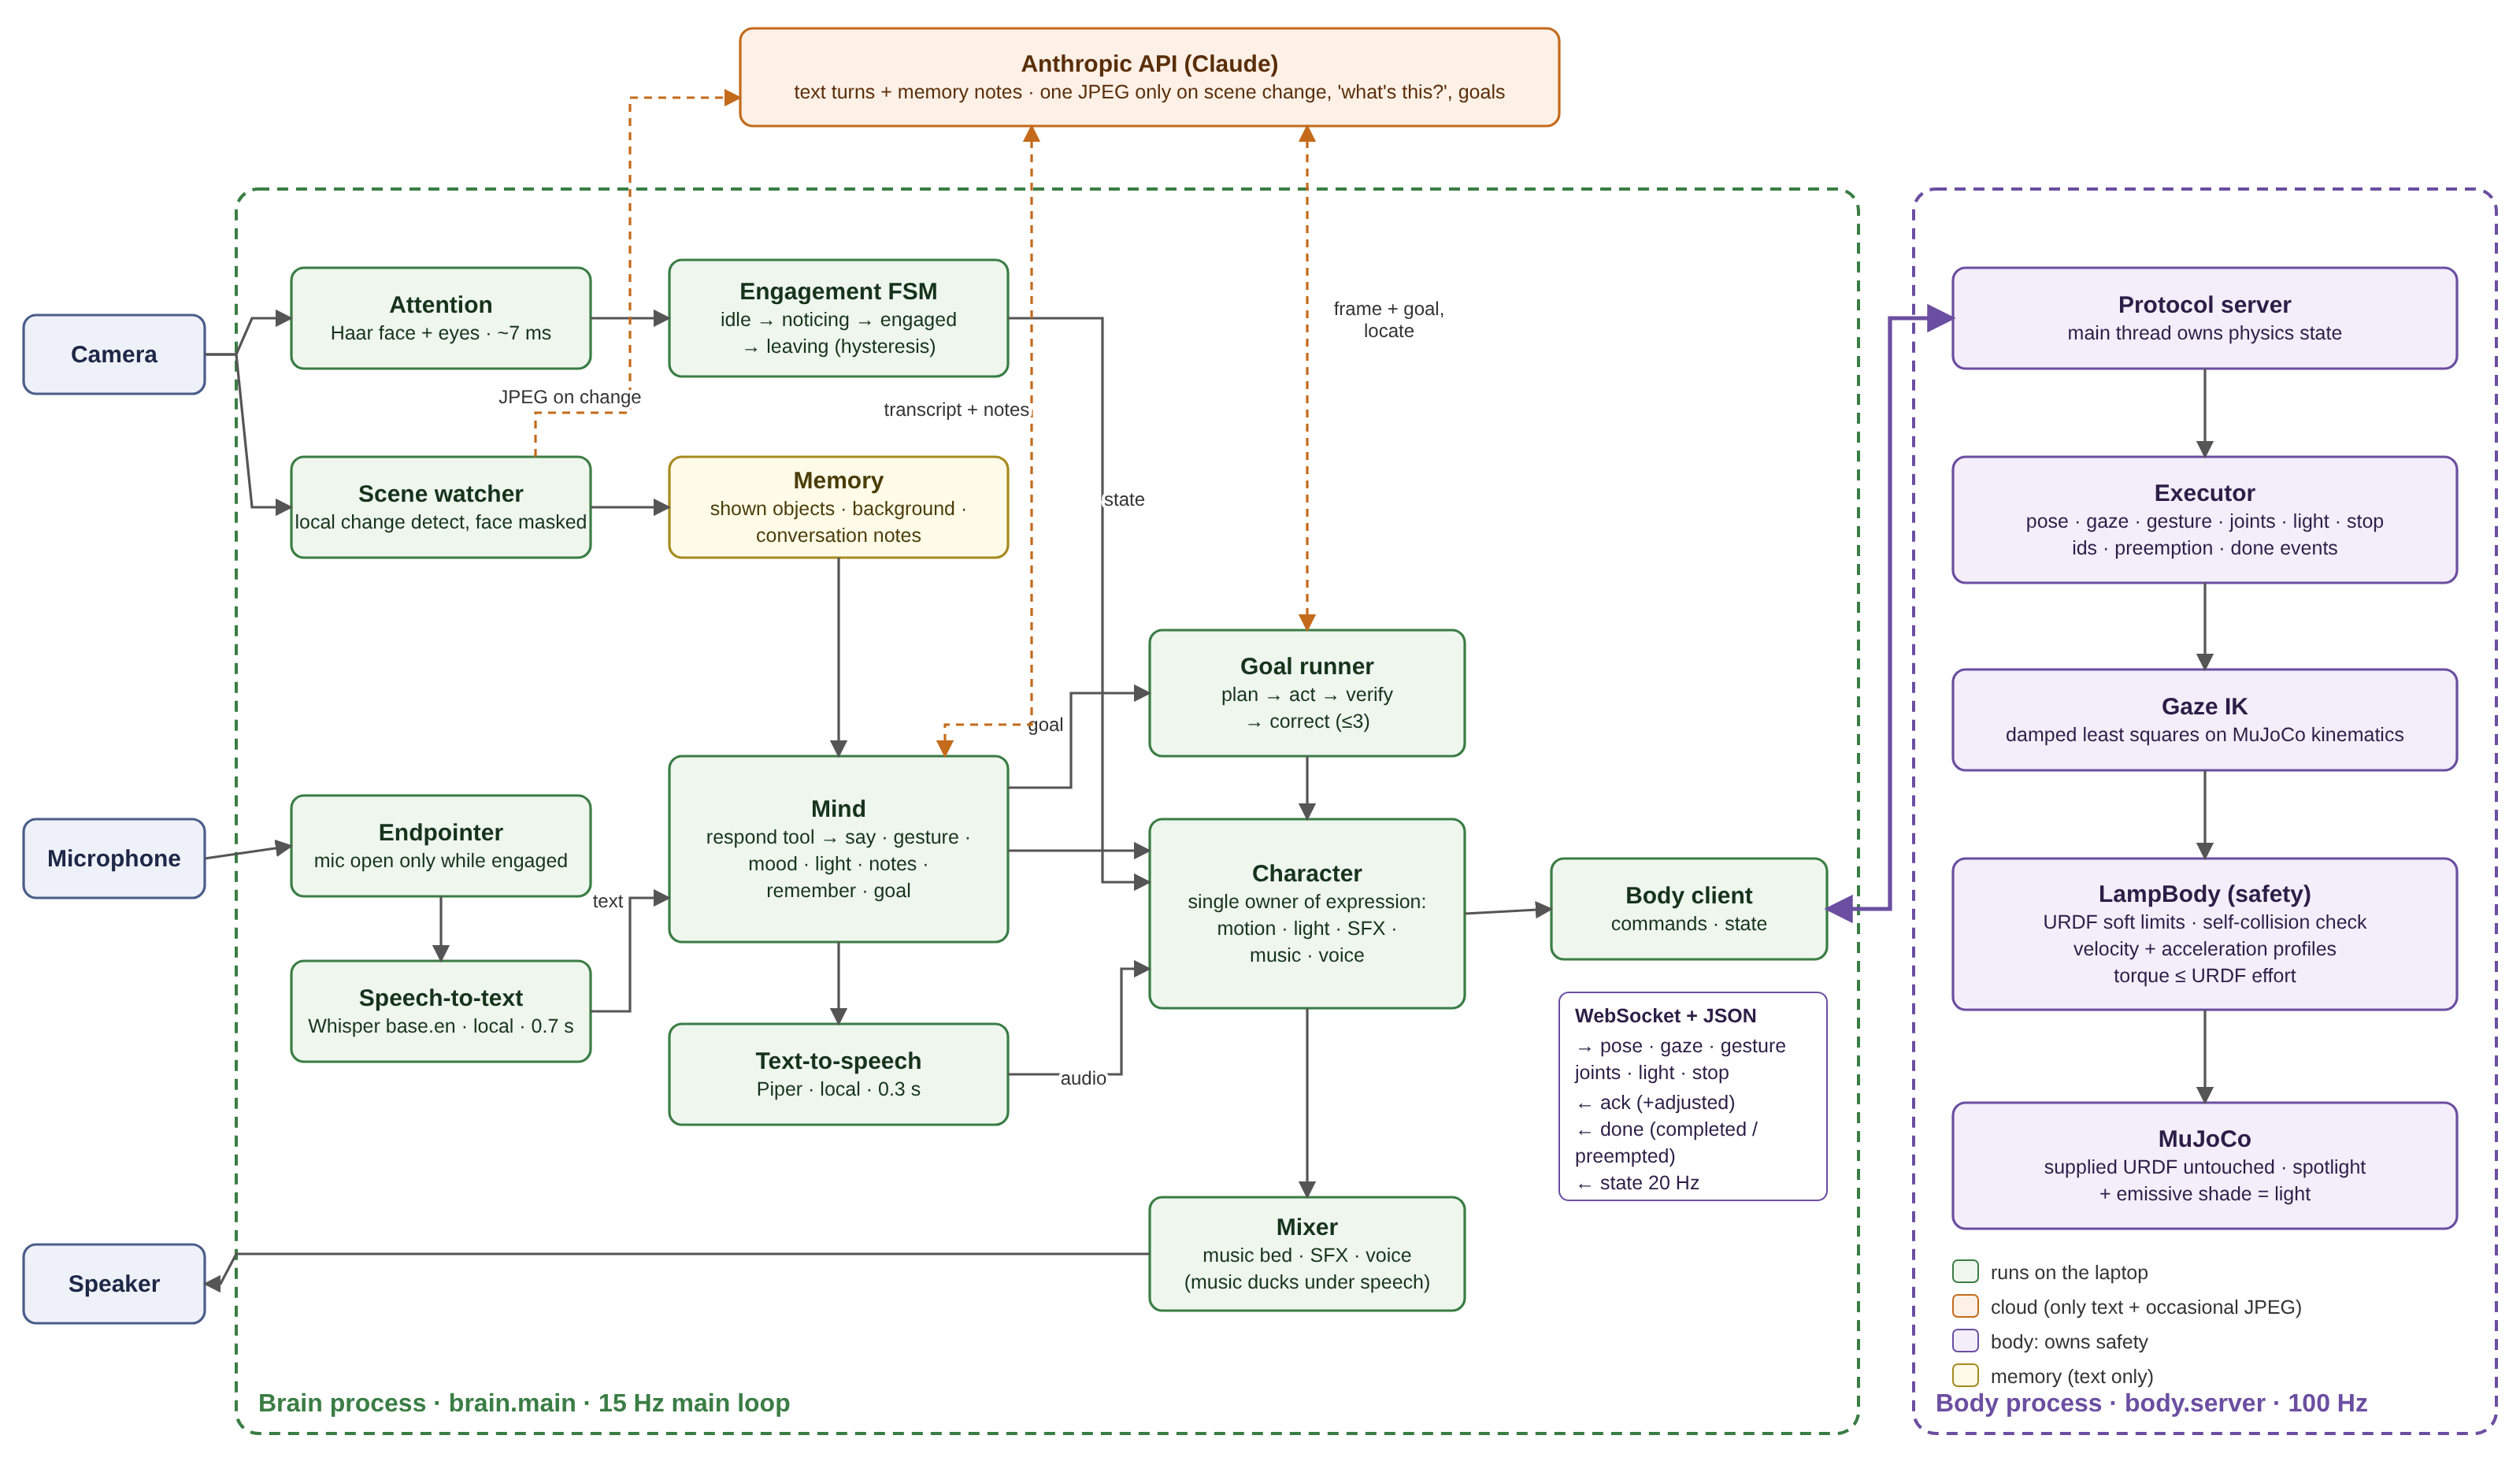 Anthropic API (Claude)
text turns + memory notes · one JPEG only on scene change, 'what's this?', goals
Camera
Attention
Haar face + eyes · ~7 ms
Engagement FSM
idle → noticing → engaged
→ leaving (hysteresis)
frame + goal,
locate
JPEG on change
transcript + notes
state
Scene watcher
local change detect, face masked
Memory
shown objects · background ·
conversation notes
Goal runner
plan → act → verify
→ correct (≤3)
goal
Microphone
Endpointer
mic open only while engaged
text
Speech-to-text
Whisper base.en · local · 0.7 s
Mind
respond tool → say · gesture ·
mood · light · notes ·
remember · goal
Text-to-speech
Piper · local · 0.3 s
audio
Character
single owner of expression:
motion · light · SFX ·
music · voice
Body client
commands · state
WebSocket + JSON
→ pose · gaze · gesture
joints · light · stop
← ack (+adjusted)
← done (completed /
preempted)
← state 20 Hz
Mixer
music bed · SFX · voice
(music ducks under speech)
Speaker
Brain process · brain.main · 15 Hz main loop
Protocol server
main thread owns physics state
Executor
pose · gaze · gesture · joints · light · stop
ids · preemption · done events
Gaze IK
damped least squares on MuJoCo kinematics
LampBody (safety)
URDF soft limits · self-collision check
velocity + acceleration profiles
torque ≤ URDF effort
MuJoCo
supplied URDF untouched · spotlight
+ emissive shade = light
runs on the laptop
cloud (only text + occasional JPEG)
body: owns safety
memory (text only)
Body process · body.server · 100 Hz